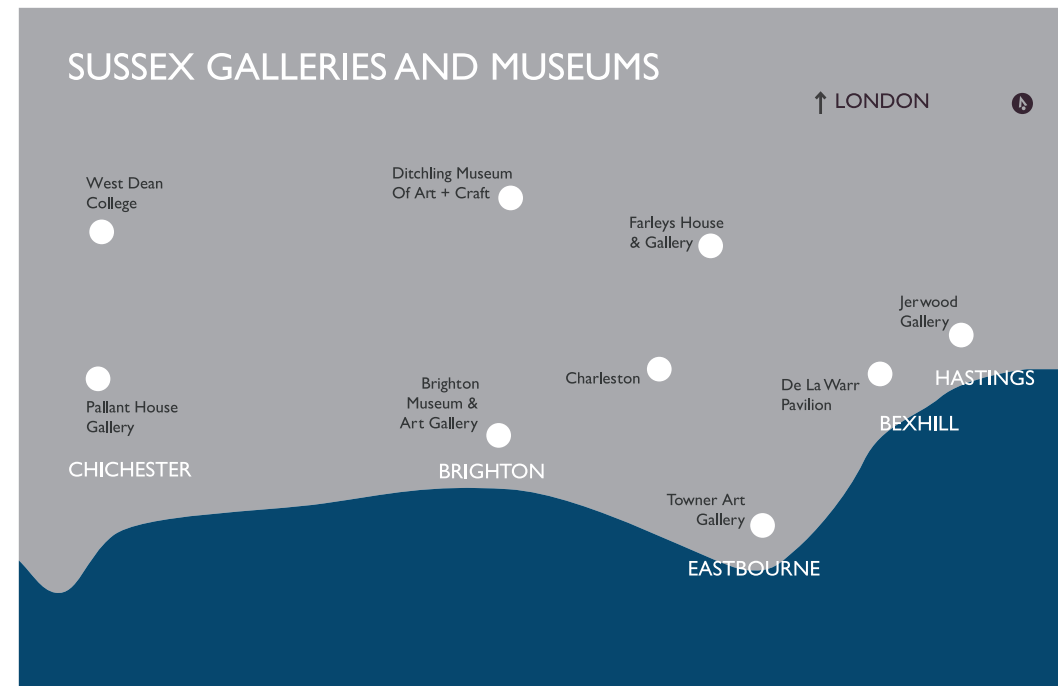 SUSSEX GALLERIES AND MUSEUMS
LONDON
West Dean
College
Ditchling Museum
Of Art + Craft
Farleys House
& Gallery
Jerwood
Gallery
Pallant House
Gallery
Brighton
Museum &
Art Gallery
Charleston
De La Warr
Pavilion
HASTINGS
BEXHILL
CHICHESTER
BRIGHTON
Towner Art
Gallery
EASTBOURNE